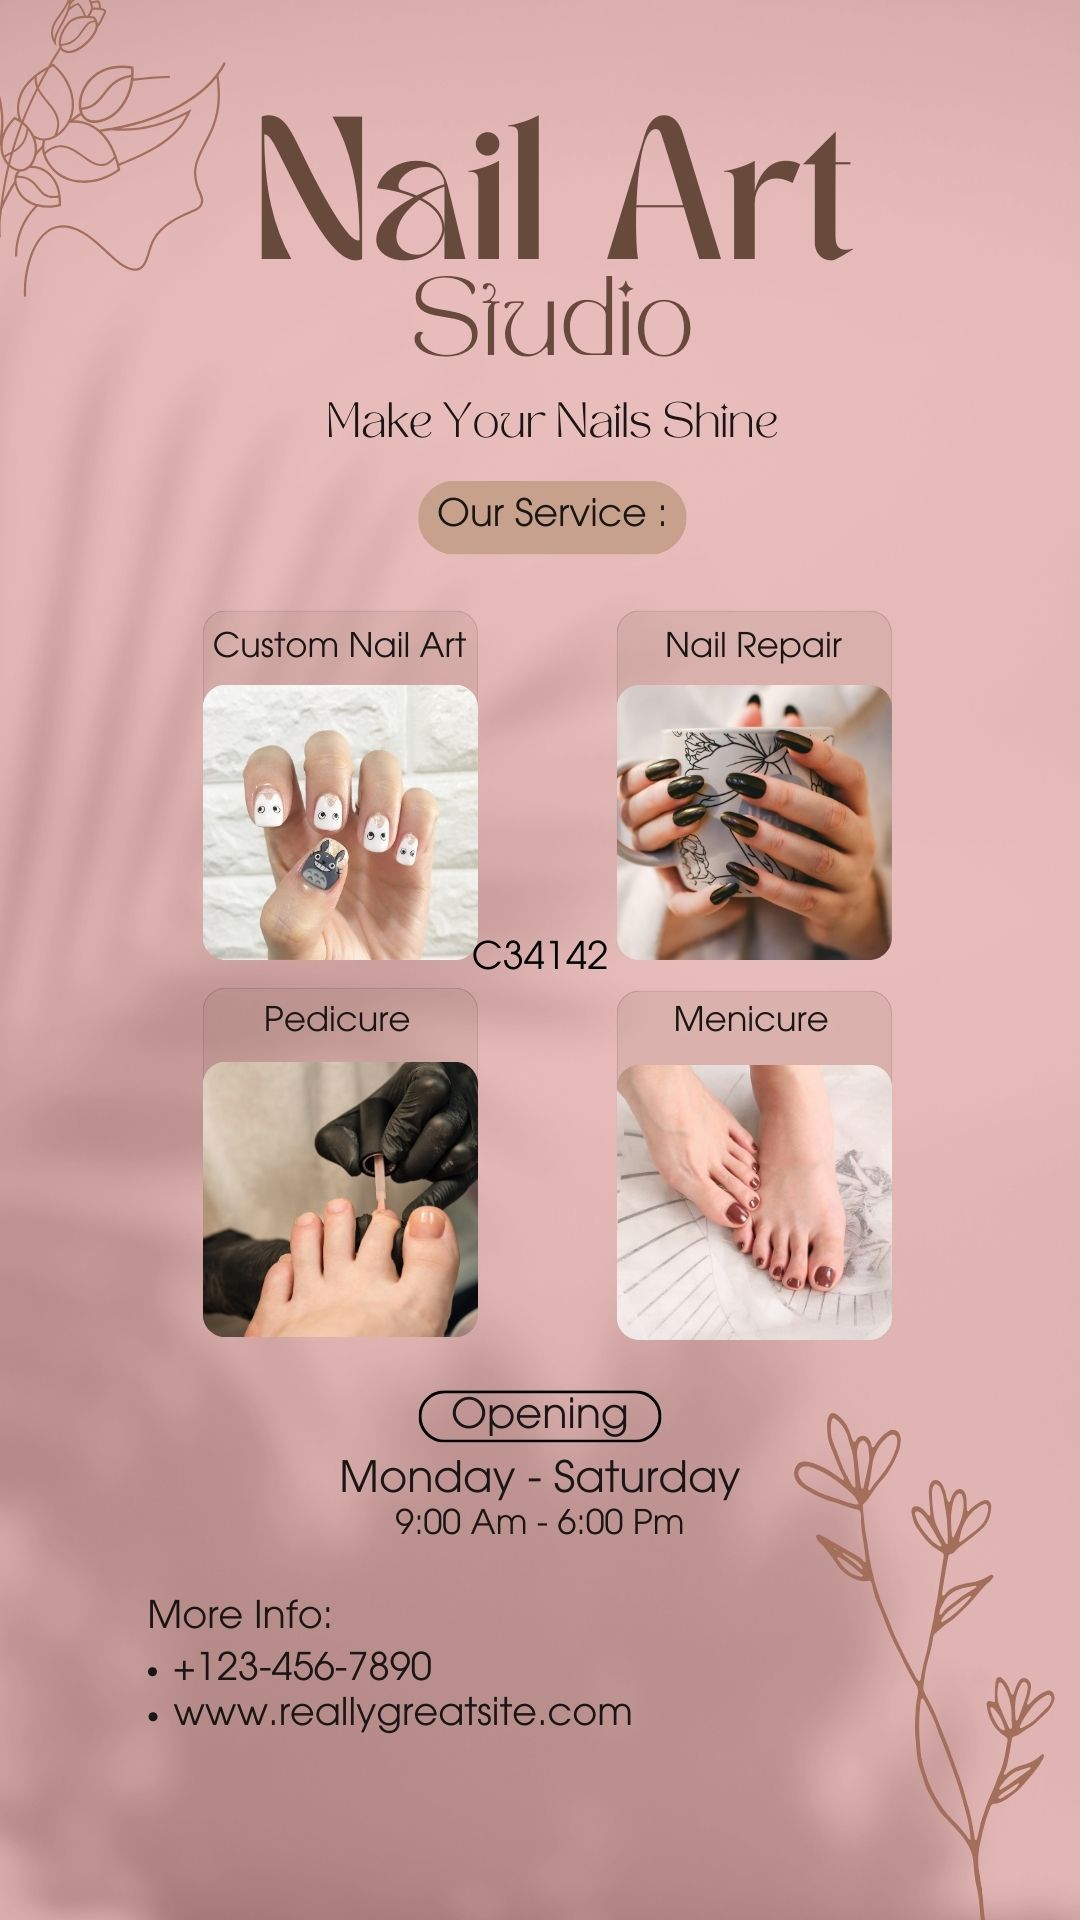 Nail Art
Studio
Make Your Nails Shine
Our Service :
Custom Nail Art
Nail Repair
C34142
Pedicure
Menicure
Opening
Monday - Saturday
9:00 Am - 6:00 Pm
More Info:
• +123-456-7890
• www.reallygreatsite.com